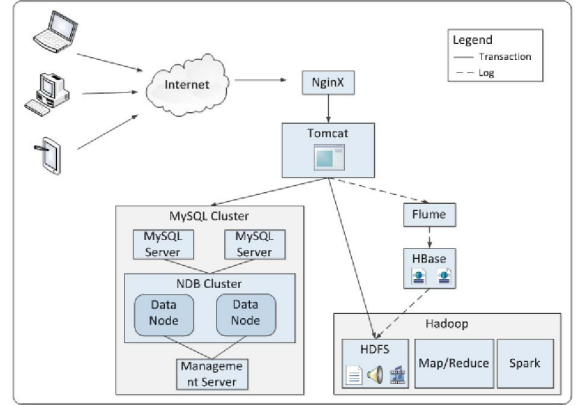 Legend
Transaction
Log
Internet
NginX
Tomcat
MySQL Cluster
MySQL
Server
MySQL
Server
NDB Cluster
Data
Node
Data
Node
Manageme
nt Server
Flume
HBase
Hadoop
HDFS
Map/Reduce
Spark